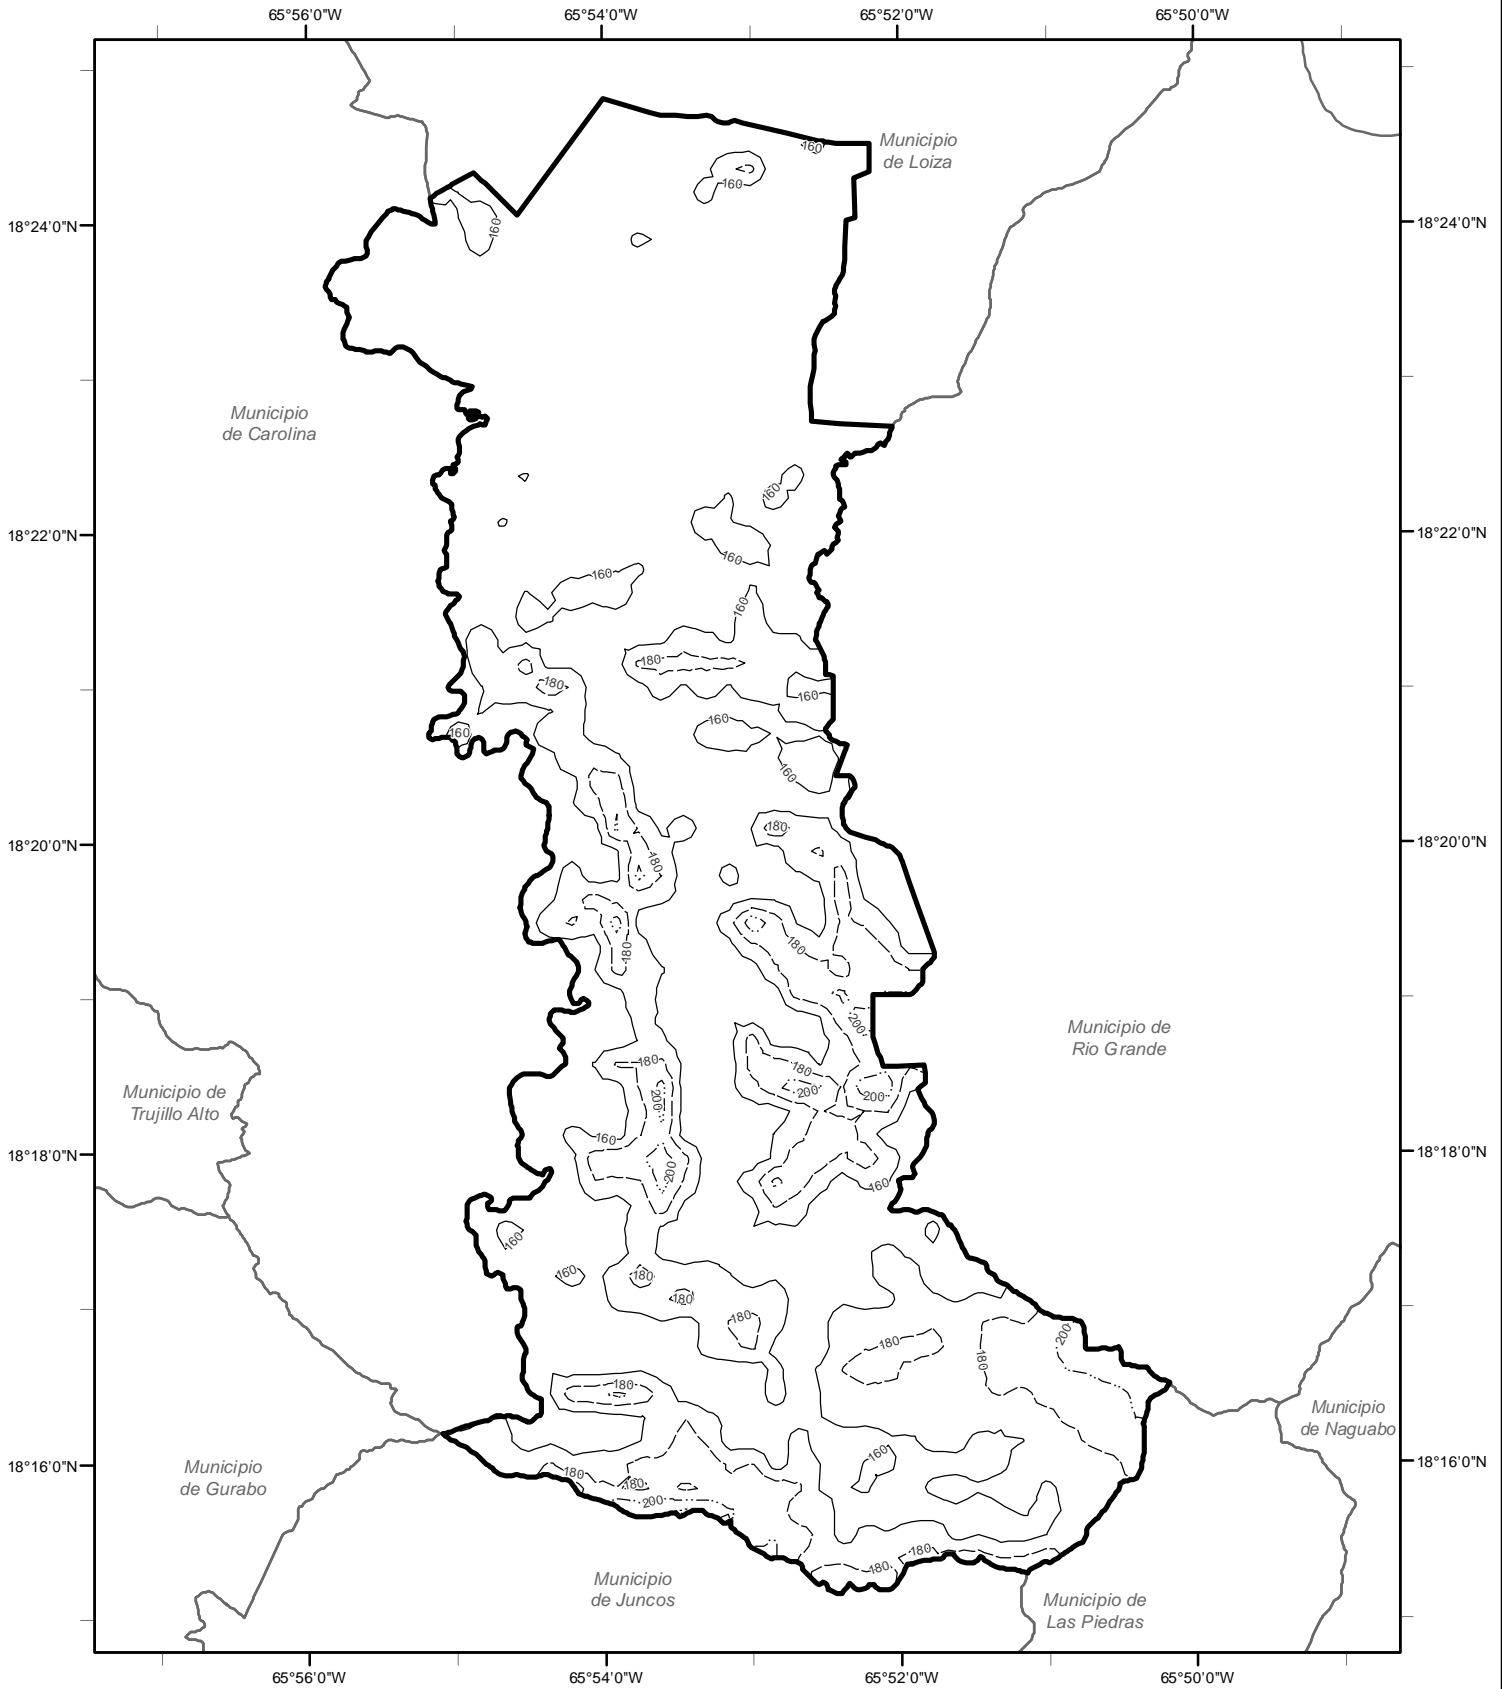 65°56'0"W
65°54'0"W
65°52'0"W
65°50'0"W
160
Municipio
de Loiza
160
160
18°24'0"N
18°24'0"N
Municipio
de Carolina
160
18°22'0"N
18°22'0"N
160
160
160
180
180
160
160
160
160
180
180
18°20'0"N
18°20'0"N
180
180
200
Municipio de
Rio Grande
180
180
200
200
200
Municipio de
Trujillo Alto
160
18°18'0"N
18°18'0"N
200
160
160
160
180
180
180
200
180
180
180
Municipio
de Naguabo
160
18°16'0"N
18°16'0"N
Municipio
de Gurabo
180
180
200
180
180
Municipio
de Juncos
Municipio de
Las Piedras
65°56'0"W
65°54'0"W
65°52'0"W
65°50'0"W